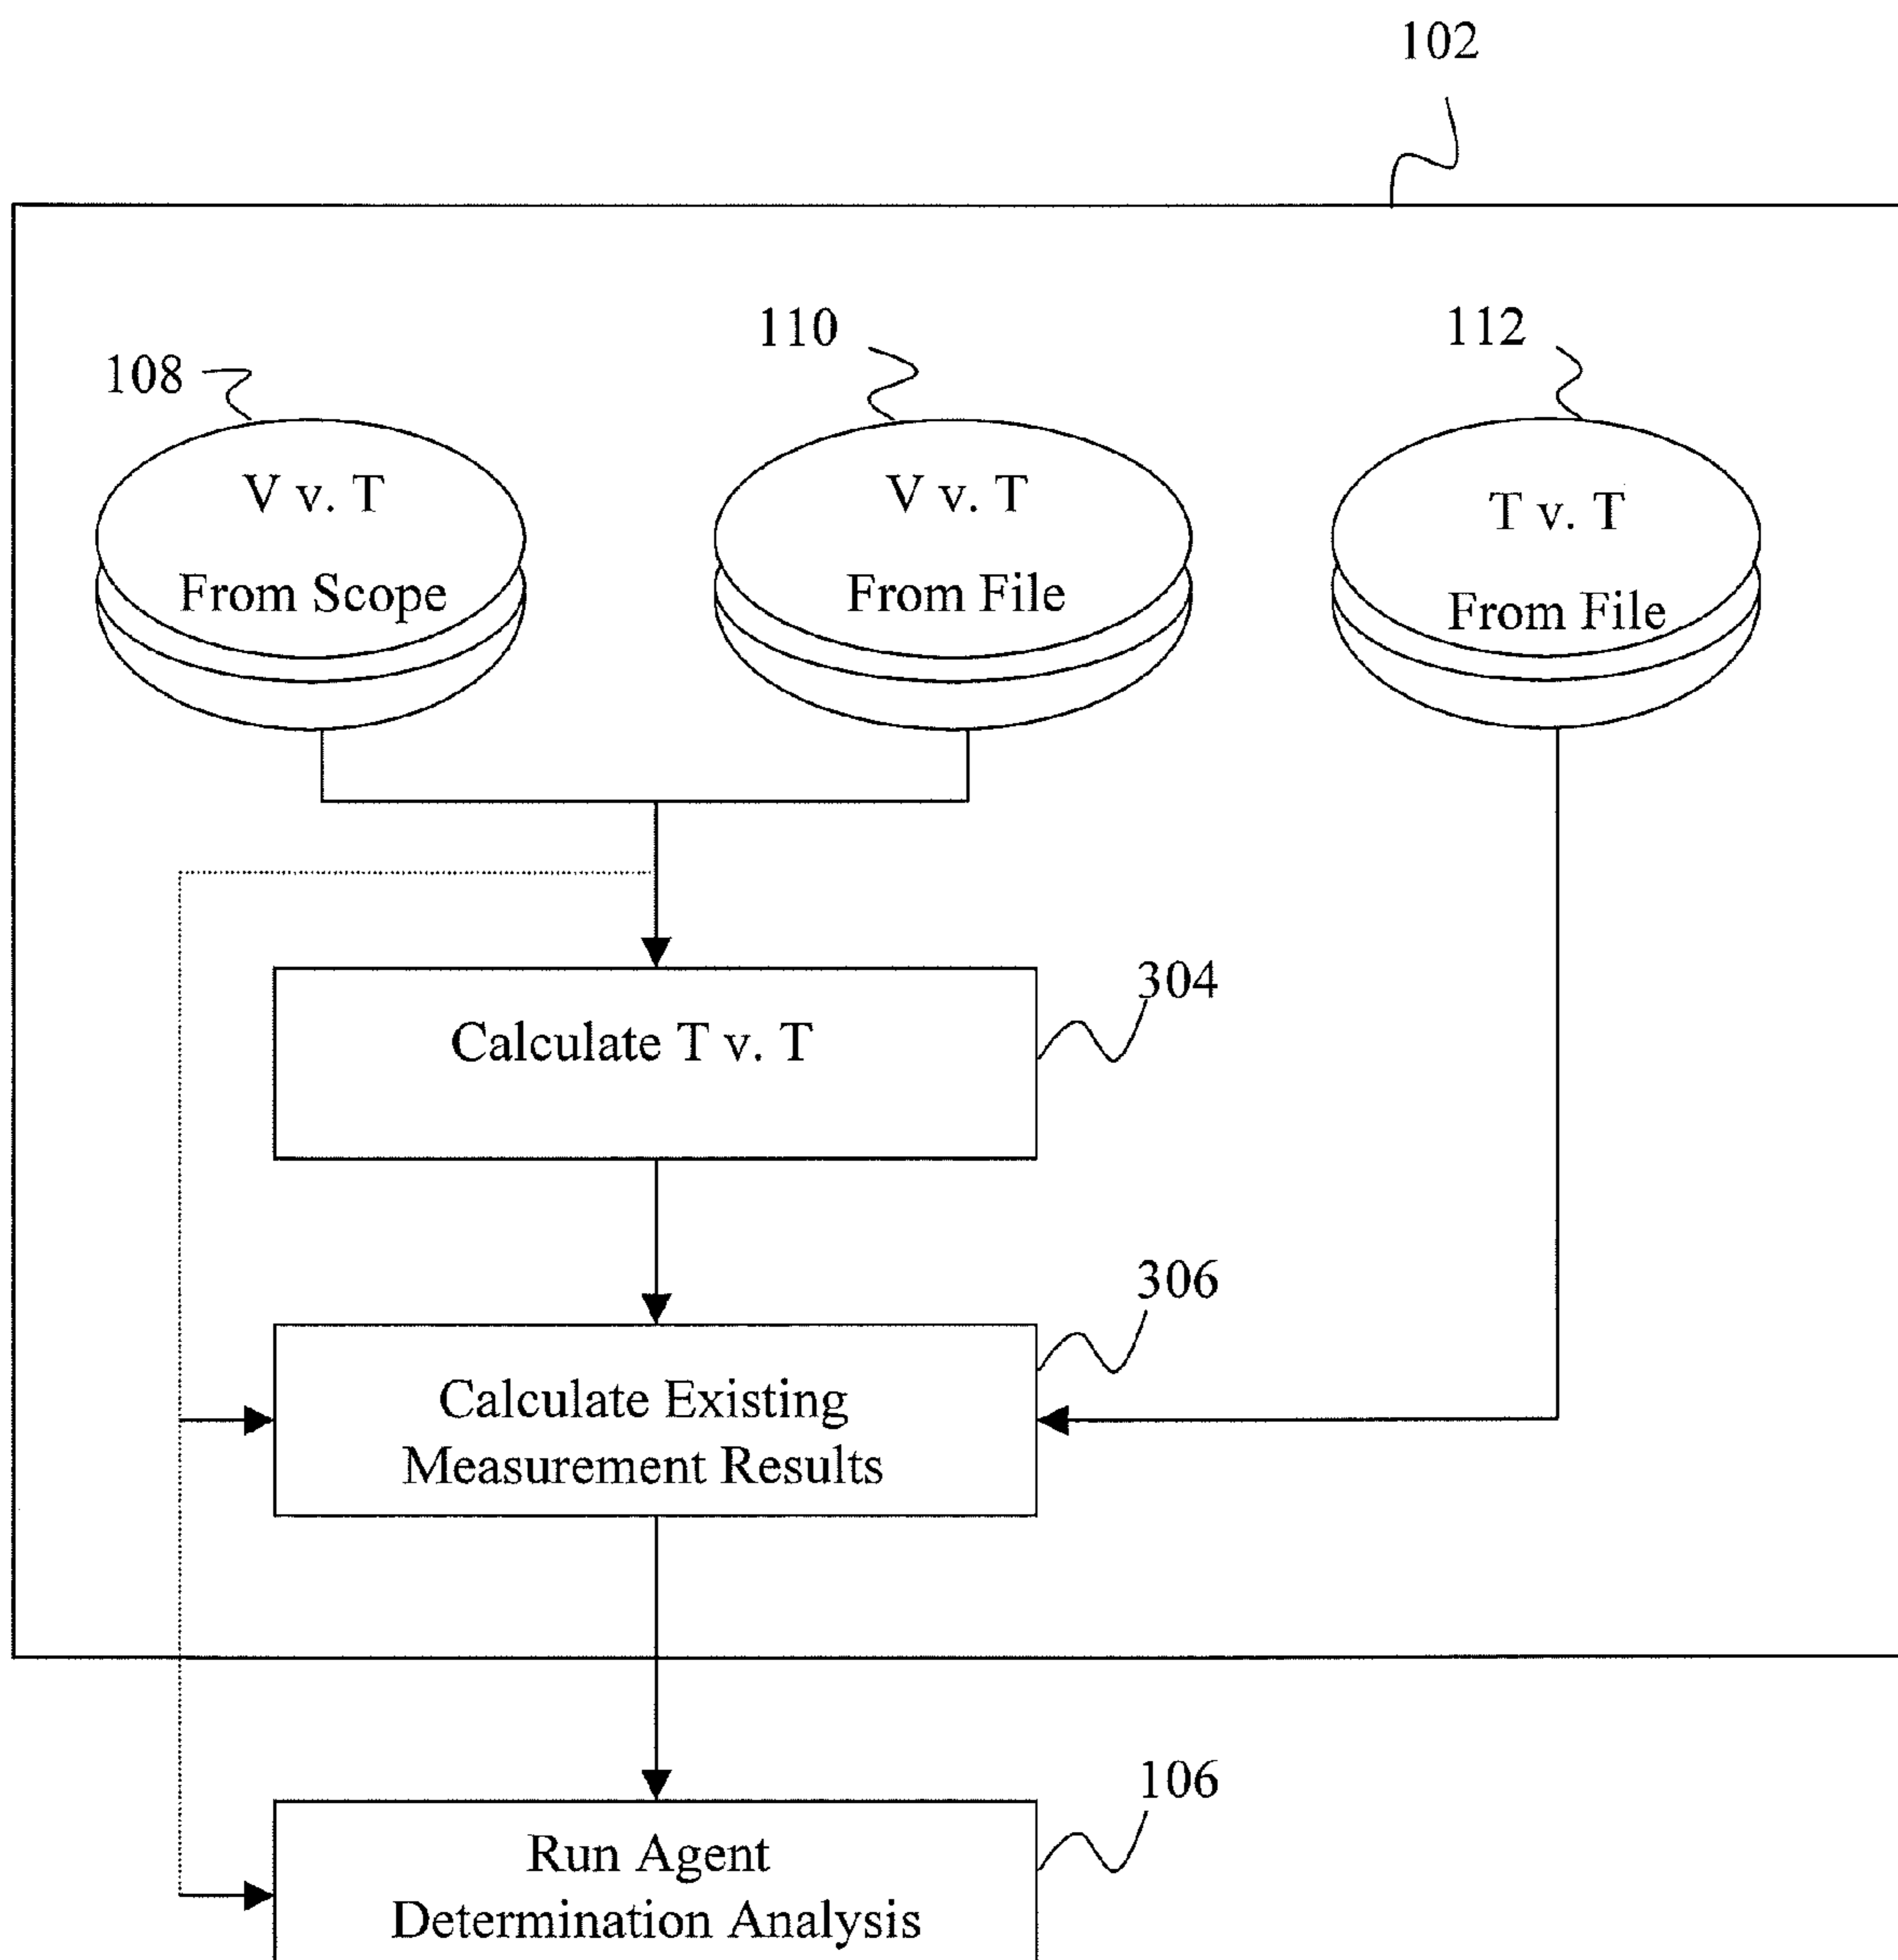 102
108
110
112
V v. T
From Scope
V v. T
From File
T v. T
From File
304
Calculate T v. T
306
Calculate Existing
Measurement Results
106
Run Agent
Determination Analysis